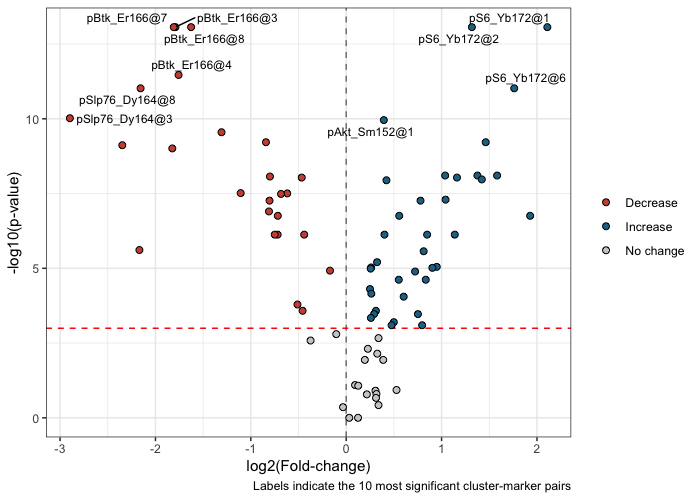 pBtk_Er166@7
pBtk_Er166@3
pS6_Yb172@1
pBtk_Er166@8
pS6_Yb172@2
pBtk_Er166@4
pS6_Yb172@6
pSlp76_Dy164@8
pSlp76_Dy164@3
pAkt_Sm152@1
10
5
0
-log10(p-value)
-3
-2
-1
0
1
2
log2(Fold-change)
Decrease
Increase
No change
Labels indicate the 10 most significant cluster-marker pairs